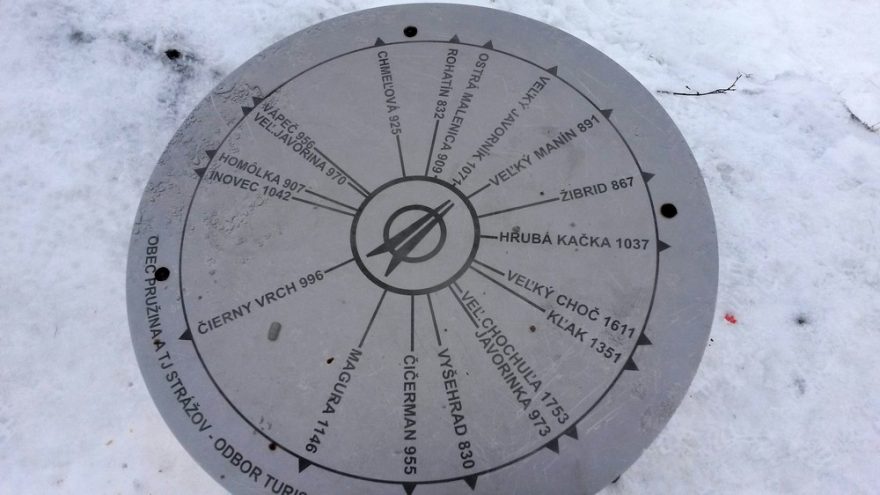 CHMEĽOVÁ 925
ROHATÍN 832
OSTRÁ MALENICA 909
VEĽKÝ JAVORNÍK 1071
VEĽKÝ MANÍN 891
ŽIBRID 867
HRUBÁ KAČKA 1037
VEĽKÝ CHOČ 1611
KĽAK 1351
VEĽ CHOCHUĽA 1753
JAVORINKA 973
VYŠEHRAD 830
ČIČERMAN 955
MAGURA 1146
ČIERNY VRCH 996
INOVEC 1042
HOMÔLKA 907
VEĽ.JAVORINA 970
VAPEČ 956
OBEC PRUŽINA A TJ STRÁŽOV - ODBOR TURIS